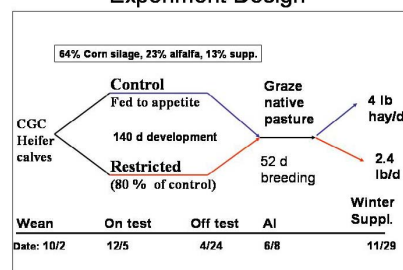 Experiment Design
64% Corn silage, 23% alfalfa, 13% supp.
Control
Fed to appetite
CGC
Heifer
calves
140 d development
Restricted
(80 % of control)
Graze
native
pasture
52 d
breeding
4 lb
hay/d
2.4
lb/d
Winter
Suppl.
Wean On test Off test AI
Date: 10/2 12/5 4/24 6/8 11/29